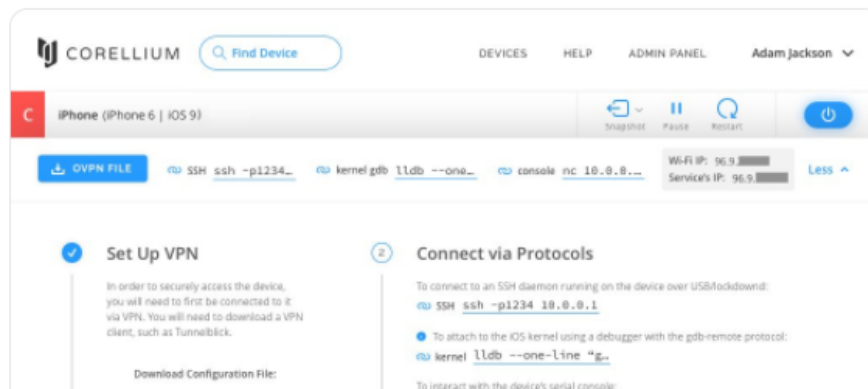 CORELLIUM
Find Device
DEVICES
HELP
ADMIN PANEL
Adam Jackson
C
iPhone (iPhone 6 | iOS 9)
Snapshot
Pause
Restart
OVPN FILE
SSH ssh -p1234…
kernel gdb lldb --one…
console nc 10.0.0.…
Wi-Fi IP: 96.9.
Service's IP: 96.9.
Less
Set Up VPN
In order to securely access the device,
you will need to first be connected to it
via VPN. You will need to download a VPN
client, such as Tunnelblick.
Download Configuration File:
2
Connect via Protocols
To connect to an SSH daemon running on the device over USB/lockdownd:
SSH ssh -p1234 10.0.0.1
To attach to the iOS kernel using a debugger with the gdb-remote protocol:
kernel lldb --one-line "g…
To interact with the device's serial console: